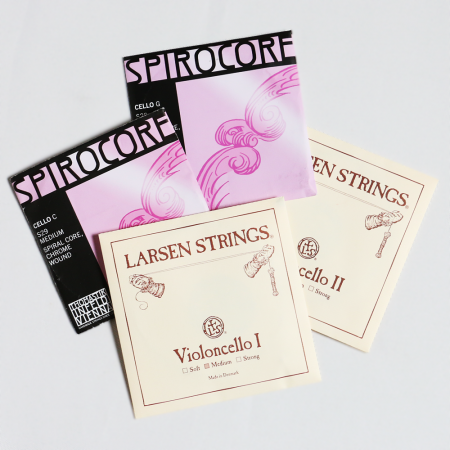 SPIROCORE
CELLO G
SPIROCORE
CELLO C
S29
MEDIUM
SPIRAL CORE,
CHROME
WOUND
THOMASTIK
INFELD
VIENNA
LARSEN STRINGS®
Violoncello I
Soft Medium Strong
Made in Denmark
LARSEN STRINGS®
ncello II
Strong